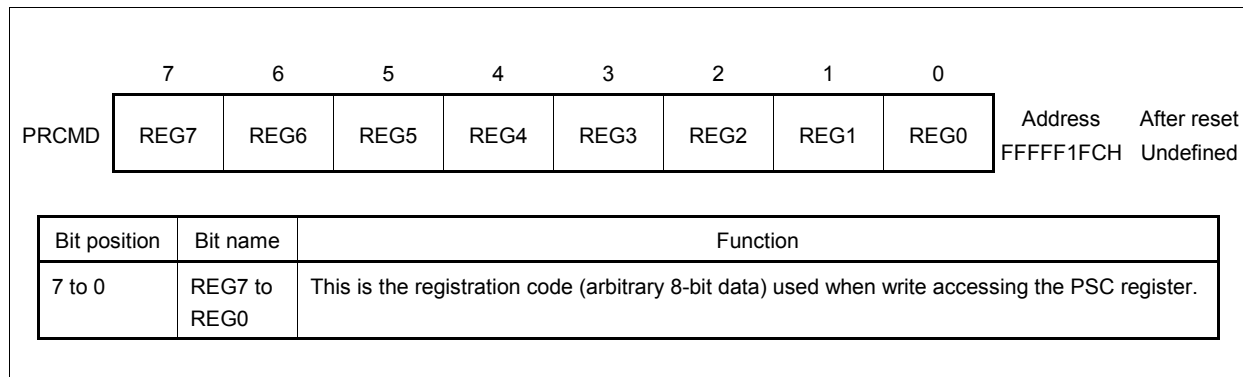 7 6 5 4 3 2 1 0
PRCMD REG7 REG6 REG5 REG4 REG3 REG2 REG1 REG0 Address After reset
FFFFF1FCH Undefined
Bit position Bit name Function
7 to 0 REG7 to This is the registration code (arbitrary 8-bit data) used when write accessing the PSC register.
REG0